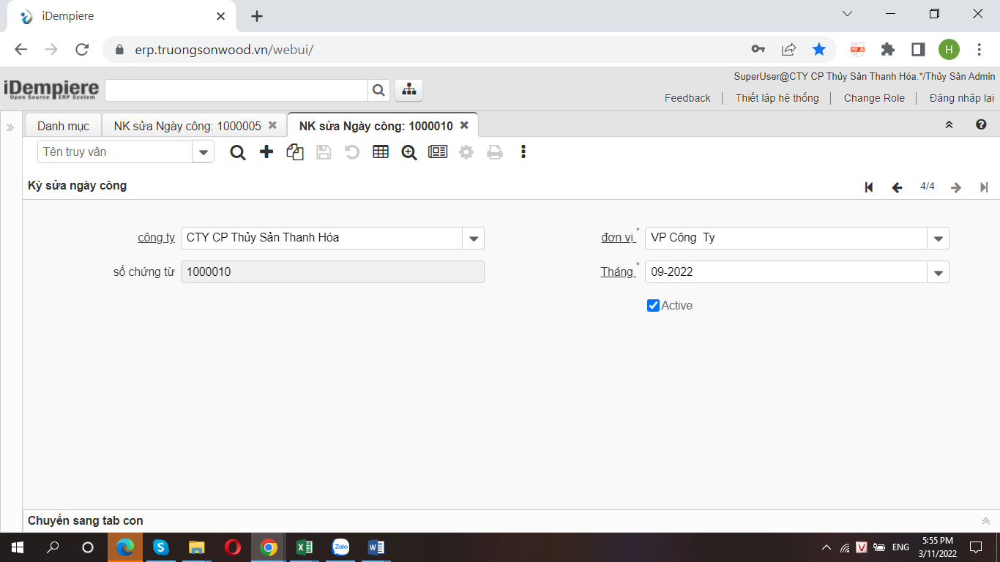 iDempiere
erp.truongsonwood.vn/webui/
PDF JS
H
SuperUser@CTY CP Thủy Sản Thanh Hóa.*/Thủy Sản Admin
iDempiere
Open Source ERP System
Feedback Thiết lập hệ thống Change Role Đăng nhập lại
Danh mục NK sửa Ngày công: 1000005 NK sửa Ngày công: 1000010
Tên truy vấn
Kỳ sửa ngày công 4/4
công ty CTY CP Thủy Sản Thanh Hóa đơn vị * VP Công Ty
số chứng từ 1000010 Tháng * 09-2022
Active
Chuyển sang tab con
S Zalo W V ENG 5:55 PM
3/11/2022